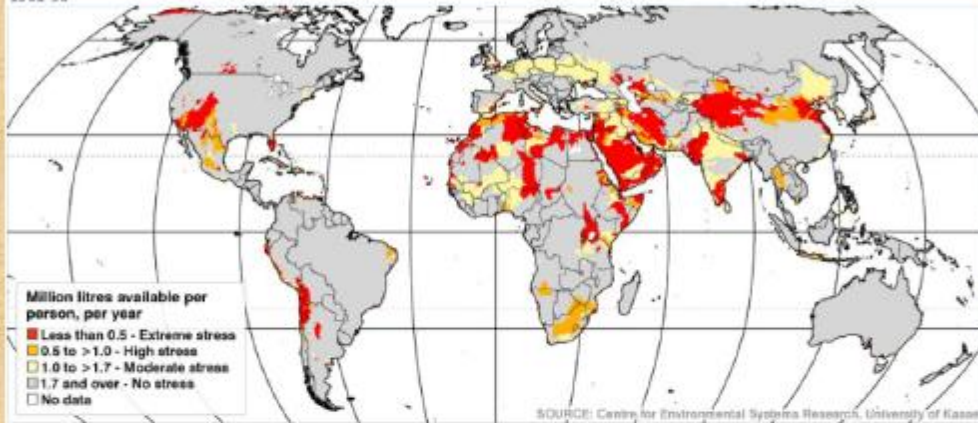 Million litres available per
person, per year
Less than 0.5 - Extreme stress
0.5 to >1.0 - High stress
1.0 to >1.7 - Moderate stress
1.7 and over - No stress
No data
SOURCE: Centre for Environmental Systems Research, University of Kasse